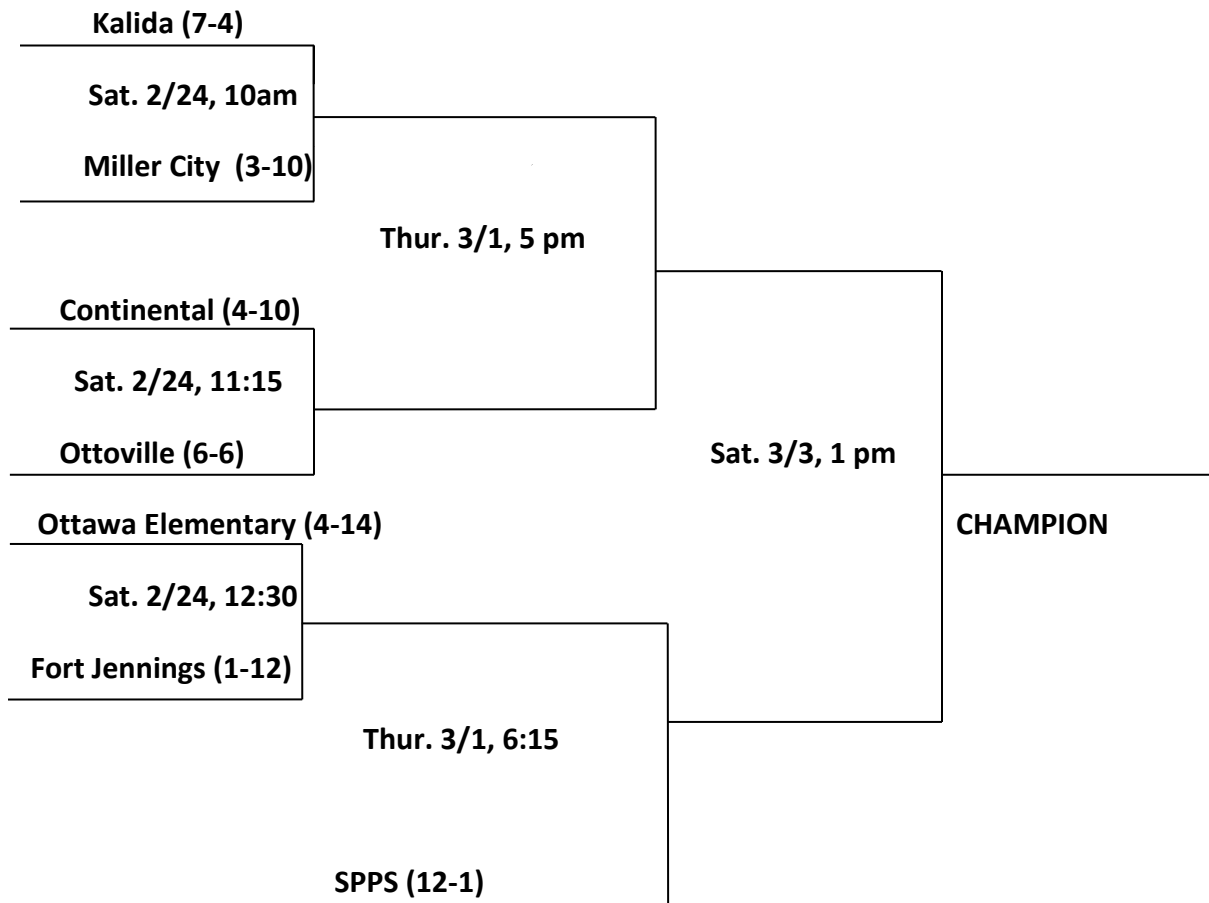 Kalida (7-4)
Sat. 2/24, 10am
Miller City (3-10)
Thur. 3/1, 5 pm
Continental (4-10)
Sat. 2/24, 11:15
Ottoville (6-6)
Sat. 3/3, 1 pm
Ottawa Elementary (4-14)
CHAMPION
Sat. 2/24, 12:30
Fort Jennings (1-12)
Thur. 3/1, 6:15
SPPS (12-1)